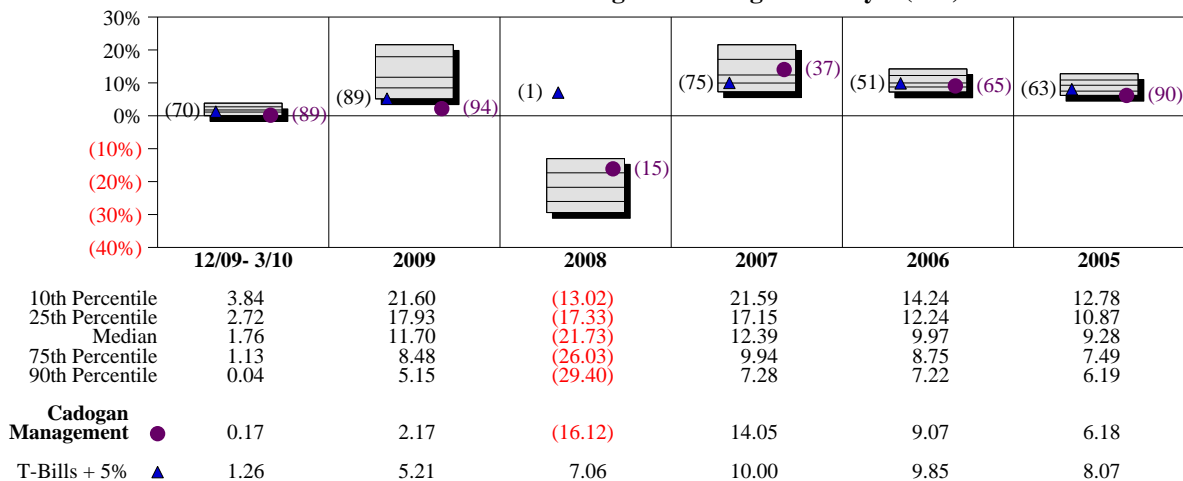 30%
20%
10%
0%
(10%)
(20%)
(30%)
(40%)
(70) (89) (89) (94) (1) (15) (75) (37) (51) (65) (63) (90)
12/09- 3/10 2009 2008 2007 2006 2005
10th Percentile 3.84 21.60 (13.02) 21.59 14.24 12.78
25th Percentile 2.72 17.93 (17.33) 17.15 12.24 10.87
Median 1.76 11.70 (21.73) 12.39 9.97 9.28
75th Percentile 1.13 8.48 (26.03) 9.94 8.75 7.49
90th Percentile 0.04 5.15 (29.40) 7.28 7.22 6.19
Cadogan
Management 0.17 2.17 (16.12) 14.05 9.07 6.18
T-Bills + 5% 1.26 5.21 7.06 10.00 9.85 8.07